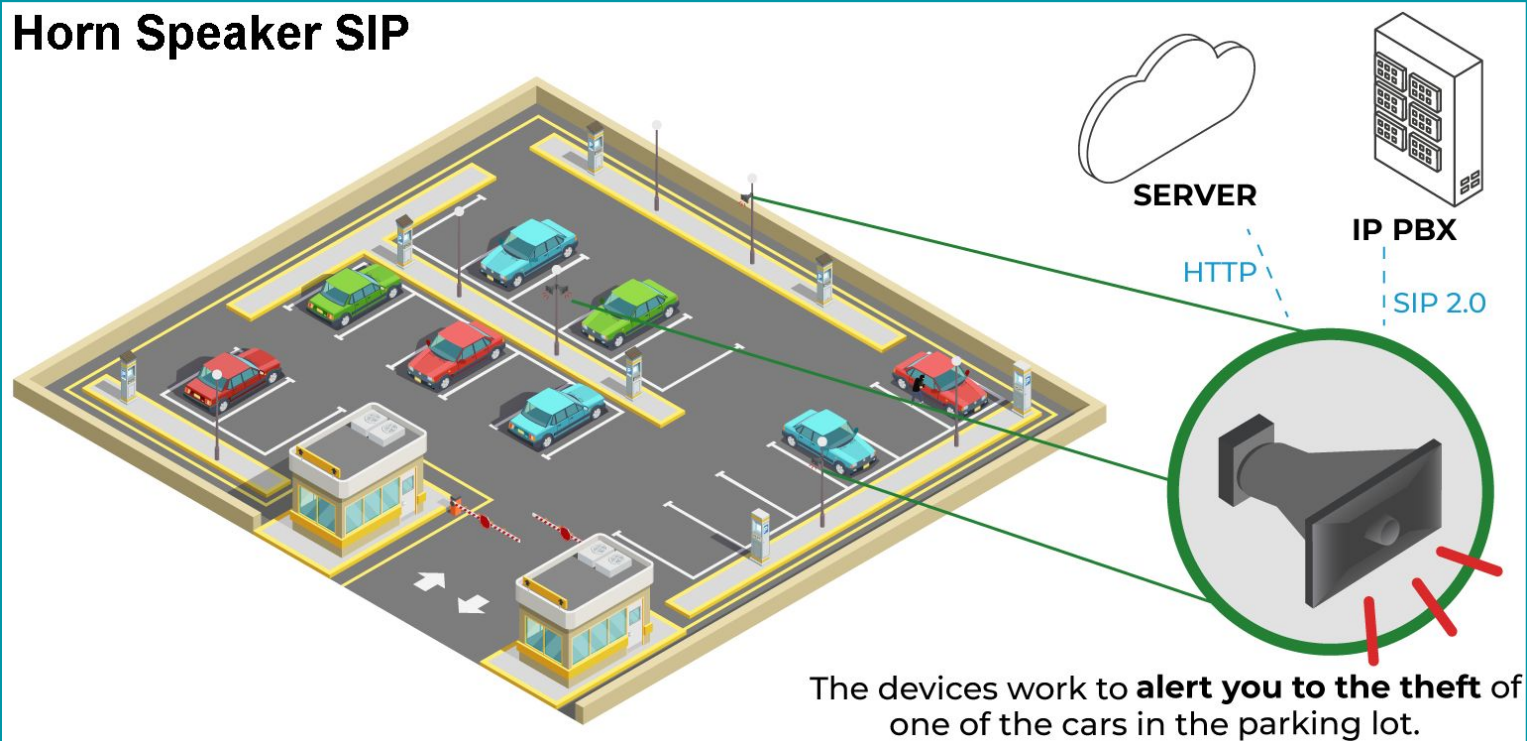 Horn Speaker SIP
SERVER
IP PBX
HTTP
SIP 2.0
The devices work to alert you to the theft of
one of the cars in the parking lot.